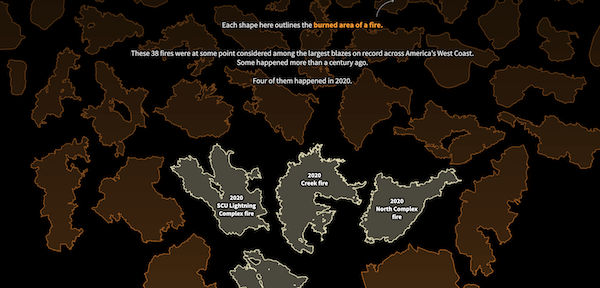 Each shape here outlines the burned area of a fire.
These 38 fires were at some point considered among the largest blazes on record across America's West Coast.
Some happened more than a century ago.
Four of them happened in 2020.
2020
Creek fire
2020
SCU Lightning
Complex fire
2020
North Complex
fire